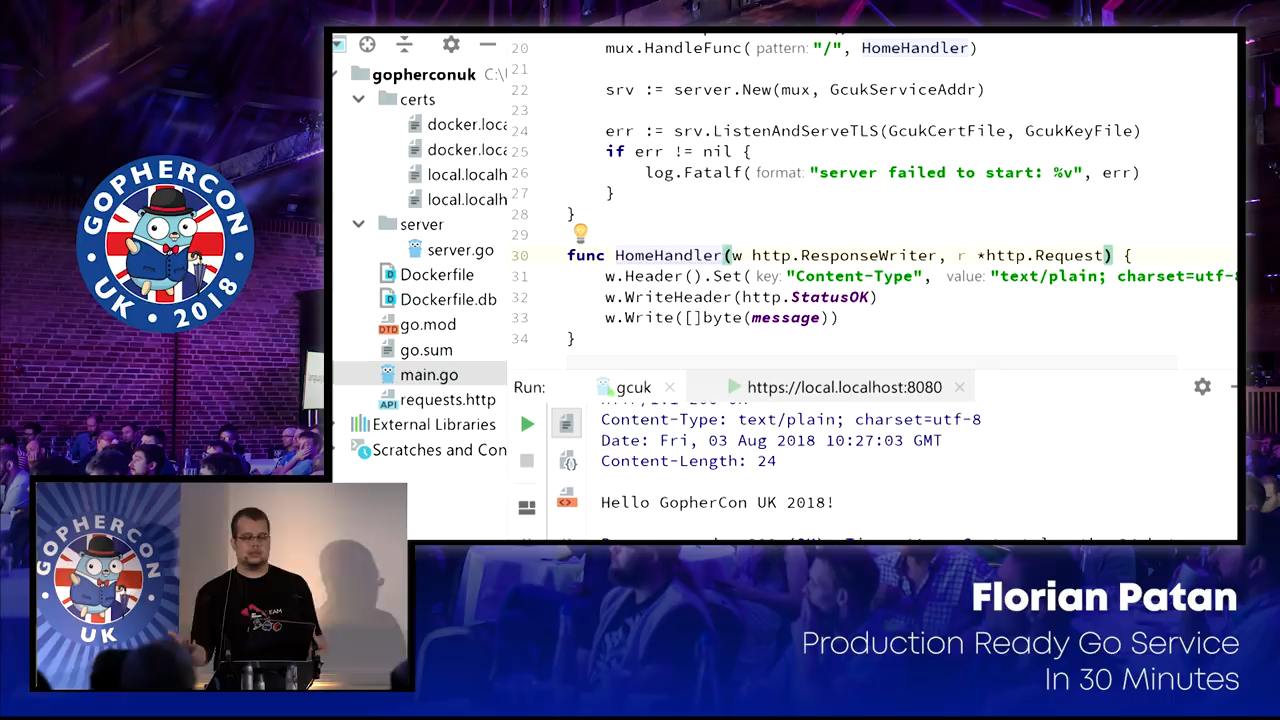 GOPHERCON
UK • 2018
gopherconuk C:\
certs
docker.loca
docker.loca
local.localh
local.localh
server
server.go
Dockerfile
Dockerfile.db
go.mod
go.sum
main.go
requests.http
External Libraries
Scratches and Con
20 mux.HandleFunc( pattern: "/", HomeHandler)
21
22 srv := server.New(mux, GcukServiceAddr)
23
24 err := srv.ListenAndServeTLS(GcukCertFile, GcukKeyFile)
25 if err != nil {
26 log.Fatalf( format: "server failed to start: %v", err)
27 }
28 }
29
30 func HomeHandler(w http.ResponseWriter, r *http.Request) {
31 w.Header().Set( key: "Content-Type", value: "text/plain; charset=utf-8
32 w.WriteHeader(http.StatusOK)
33 w.Write([]byte(message))
34 }
Run: gcuk https://local.localhost:8080
Content-Type: text/plain; charset=utf-8
Date: Fri, 03 Aug 2018 10:27:03 GMT
Content-Length: 24
Hello GopherCon UK 2018!
GOPHERCON
UK
Florian Patan
Production Ready Go Service
In 30 Minutes